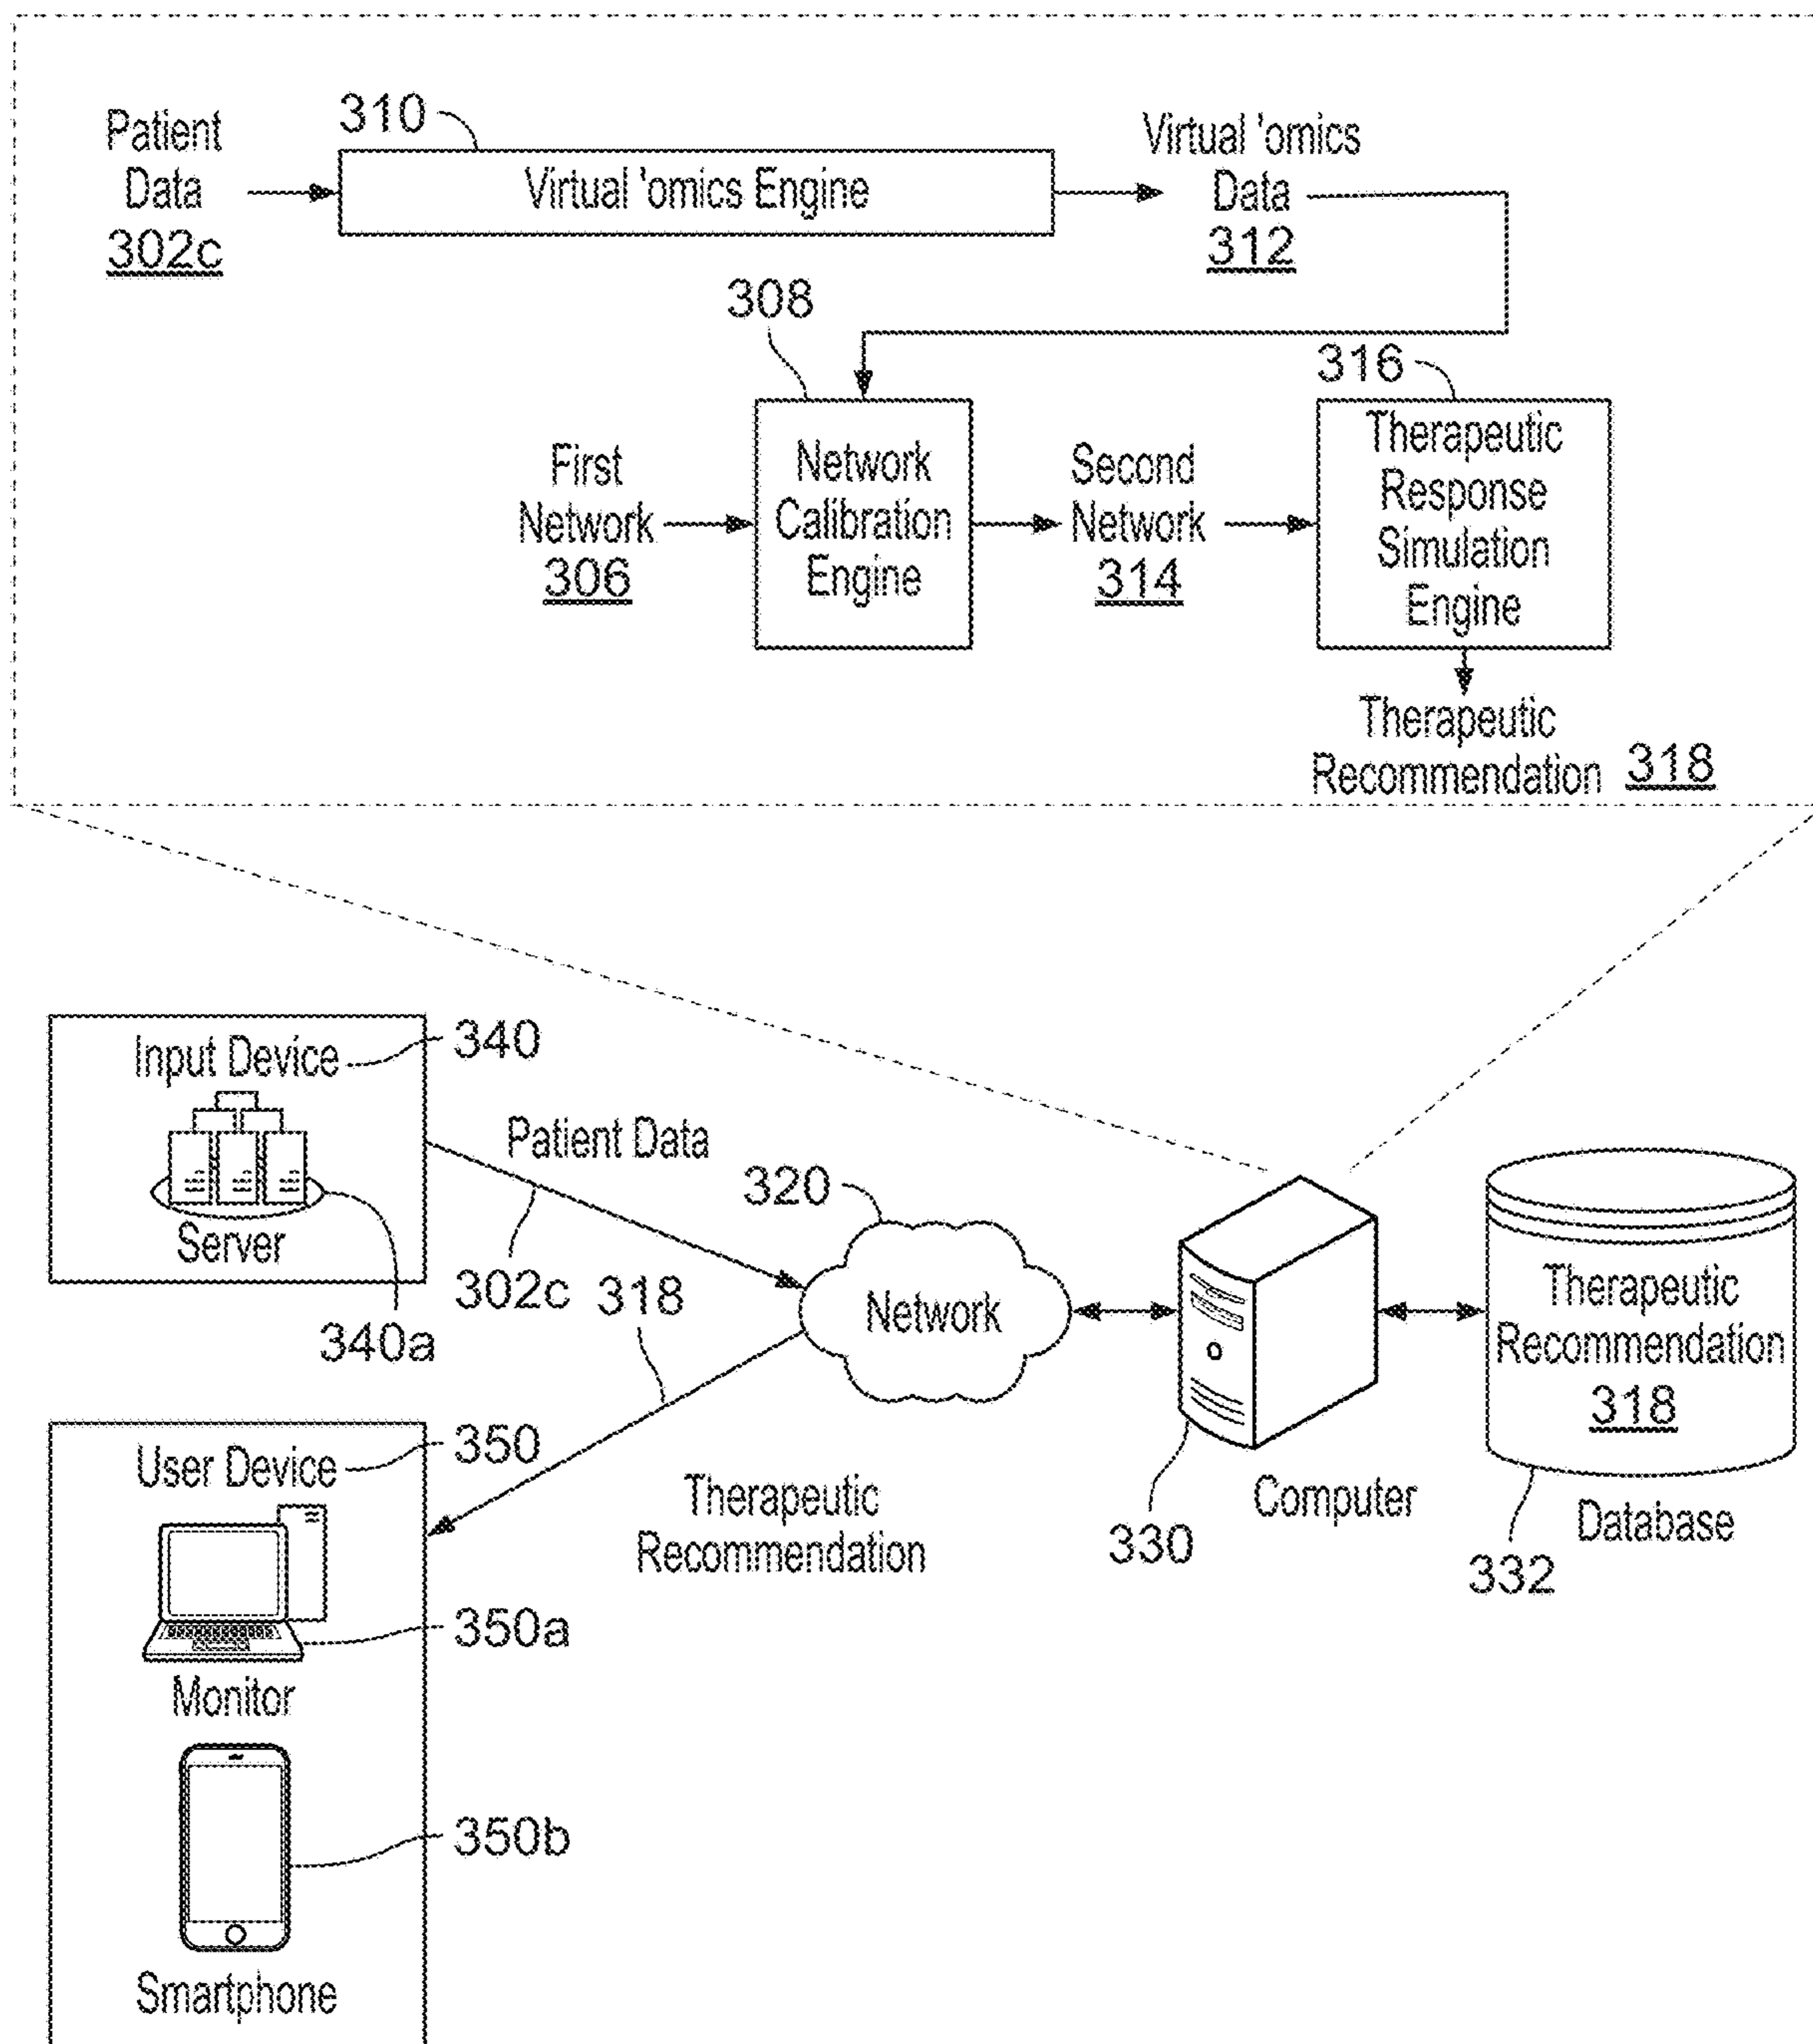 310
Patient
Data
302c
Virtual 'omics Engine
Virtual 'omics
Data
312
308
316
First
Network
306
Network
Calibration
Engine
Second
Network
314
Therapeutic
Response
Simulation
Engine
Therapeutic
Recommendation 318
Input Device
340
Server
340a
Patient Data
302c
318
320
Network
330
Computer
Therapeutic
Recommendation
318
332
Database
Therapeutic
Recommendation
User Device
350
350a
Monitor
350b
Smartphone